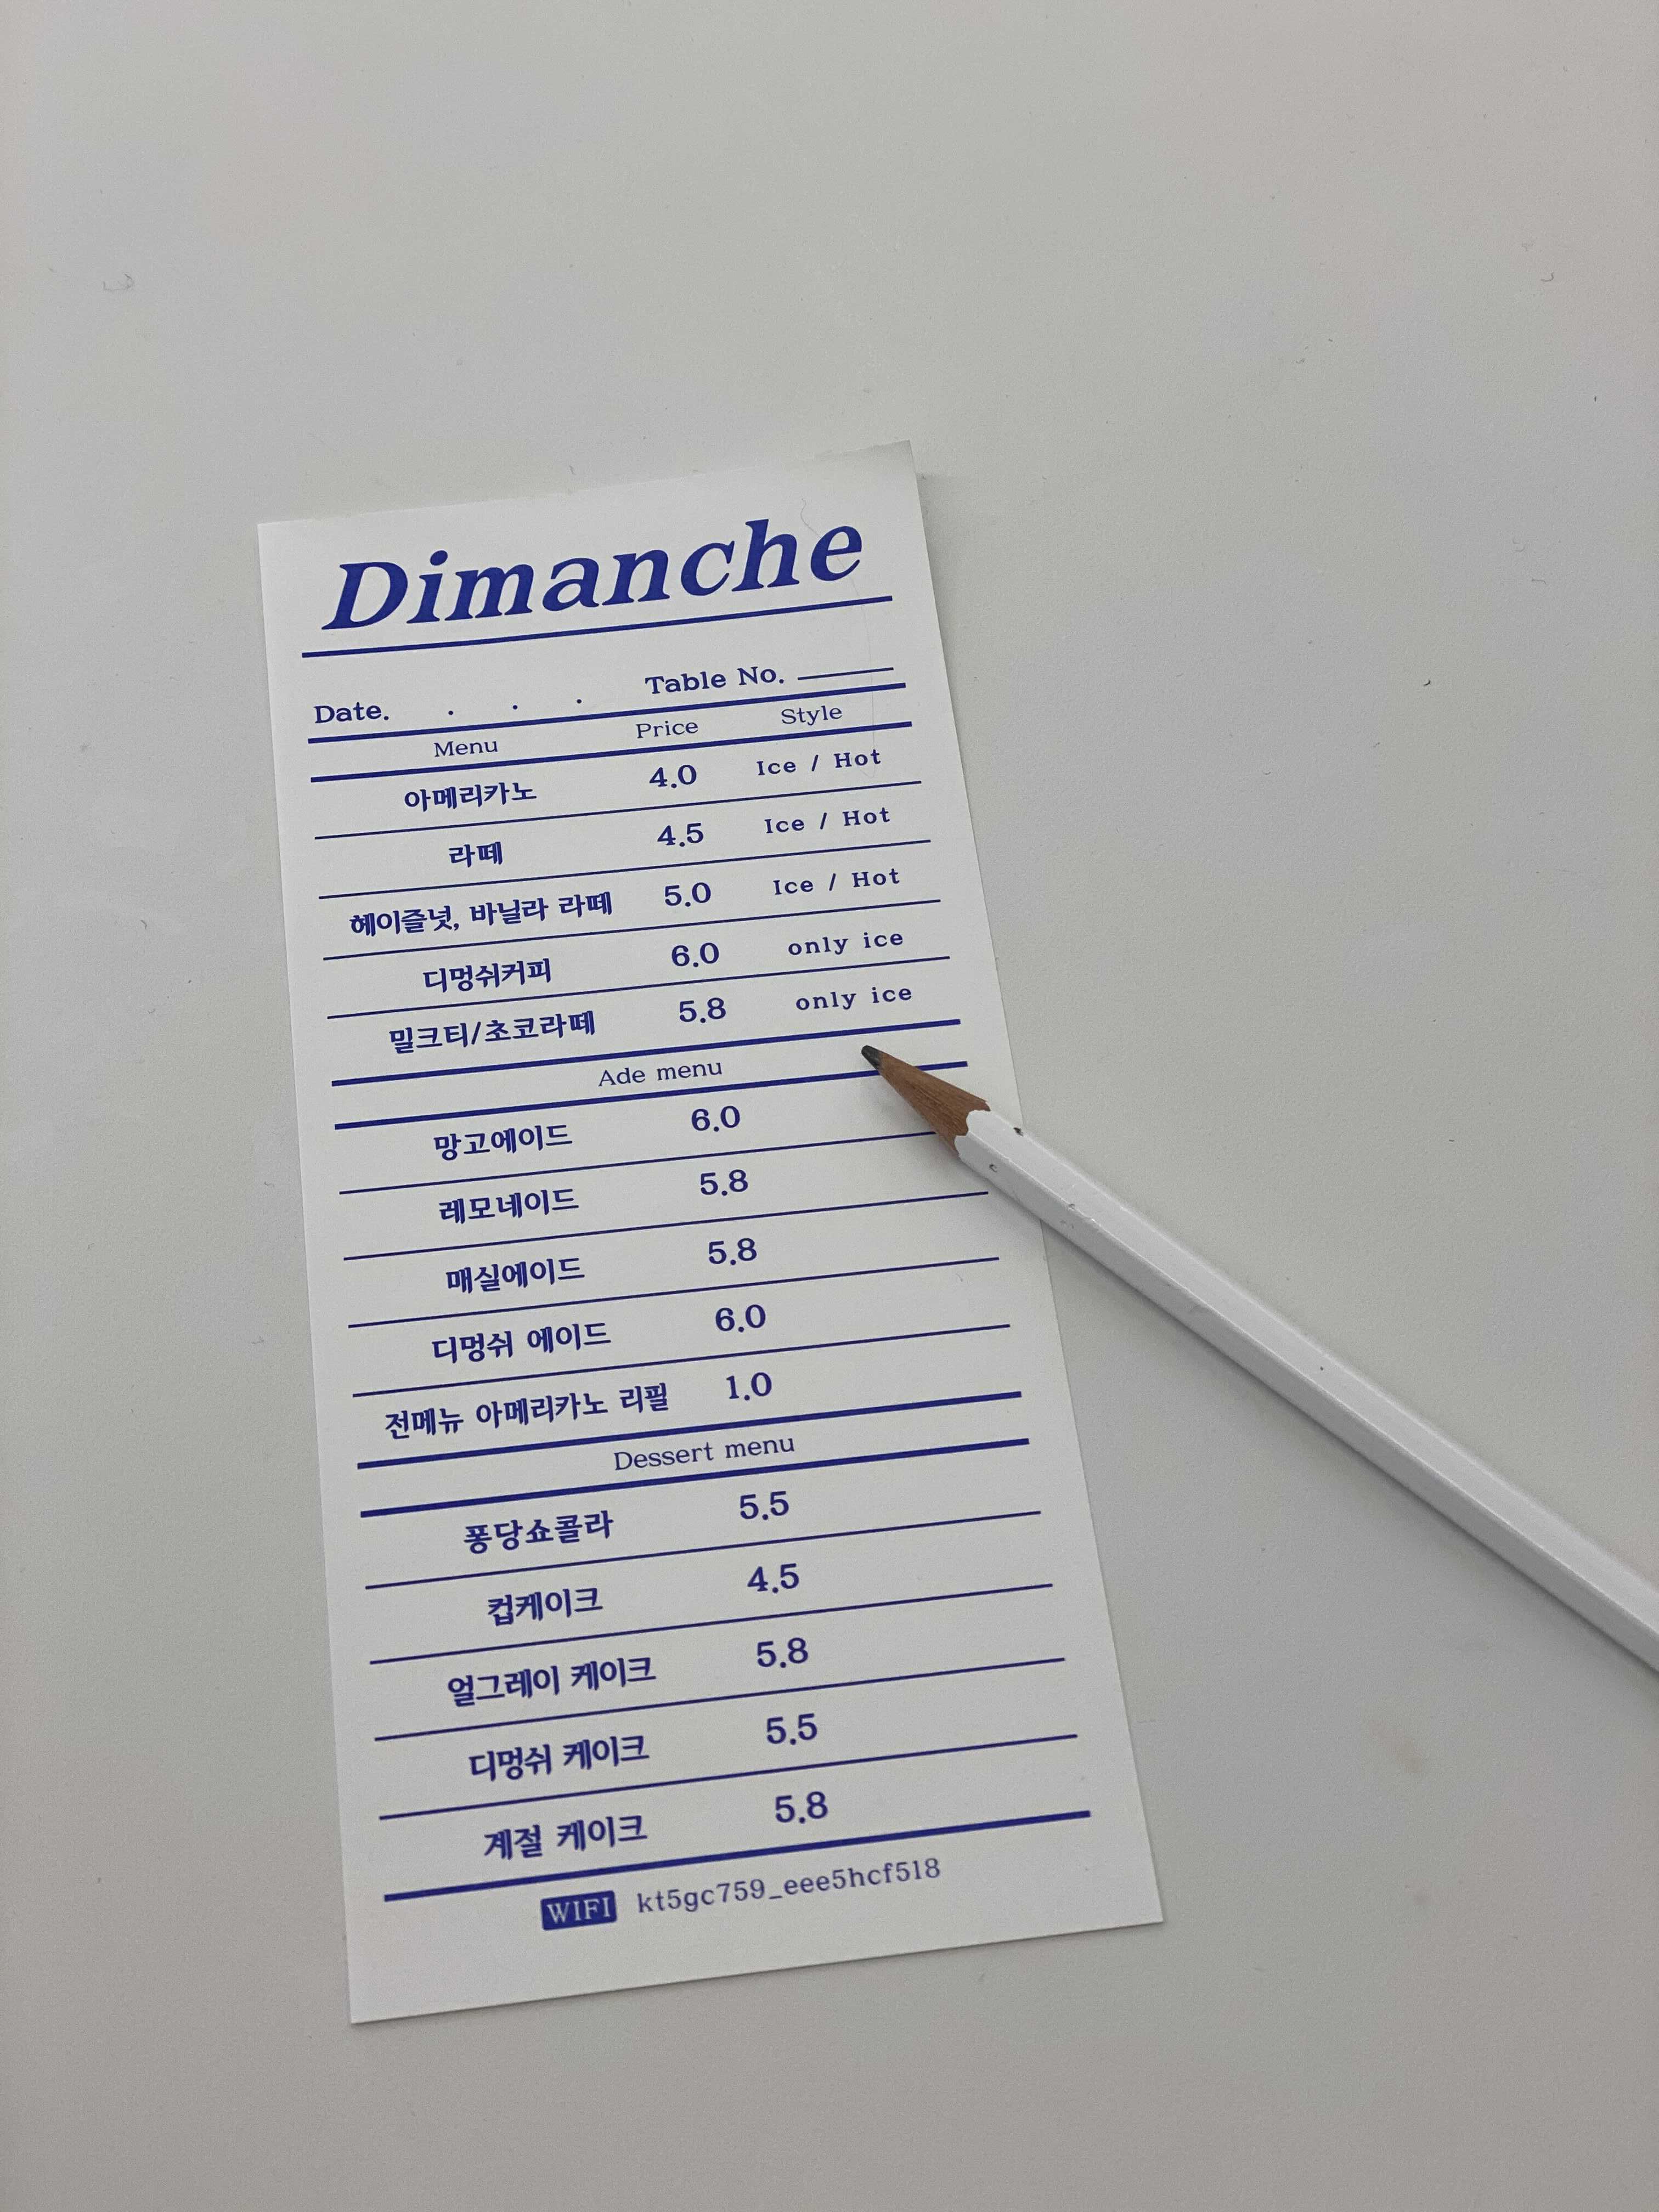 Dimanche
Date. . . . Table No.
Menu Price Style
아메리카노 4.0 Ice / Hot
라떼 4.5 Ice / Hot
헤이즐넛, 바닐라 라떼 5.0 Ice / Hot
디멍쉬커피 6.0 only ice
밀크티/초코라떼 5.8 only ice
Ade menu
망고에이드 6.0
레모네이드 5.8
매실에이드 5.8
디멍쉬 에이드 6.0
전메뉴 아메리카노 리필 1.0
Dessert menu
퐁당쇼콜라 5.5
컵케이크 4.5
얼그레이 케이크 5.8
디멍쉬 케이크 5.5
계절 케이크 5.8
WIFI kt5gc759_eee5hcf518